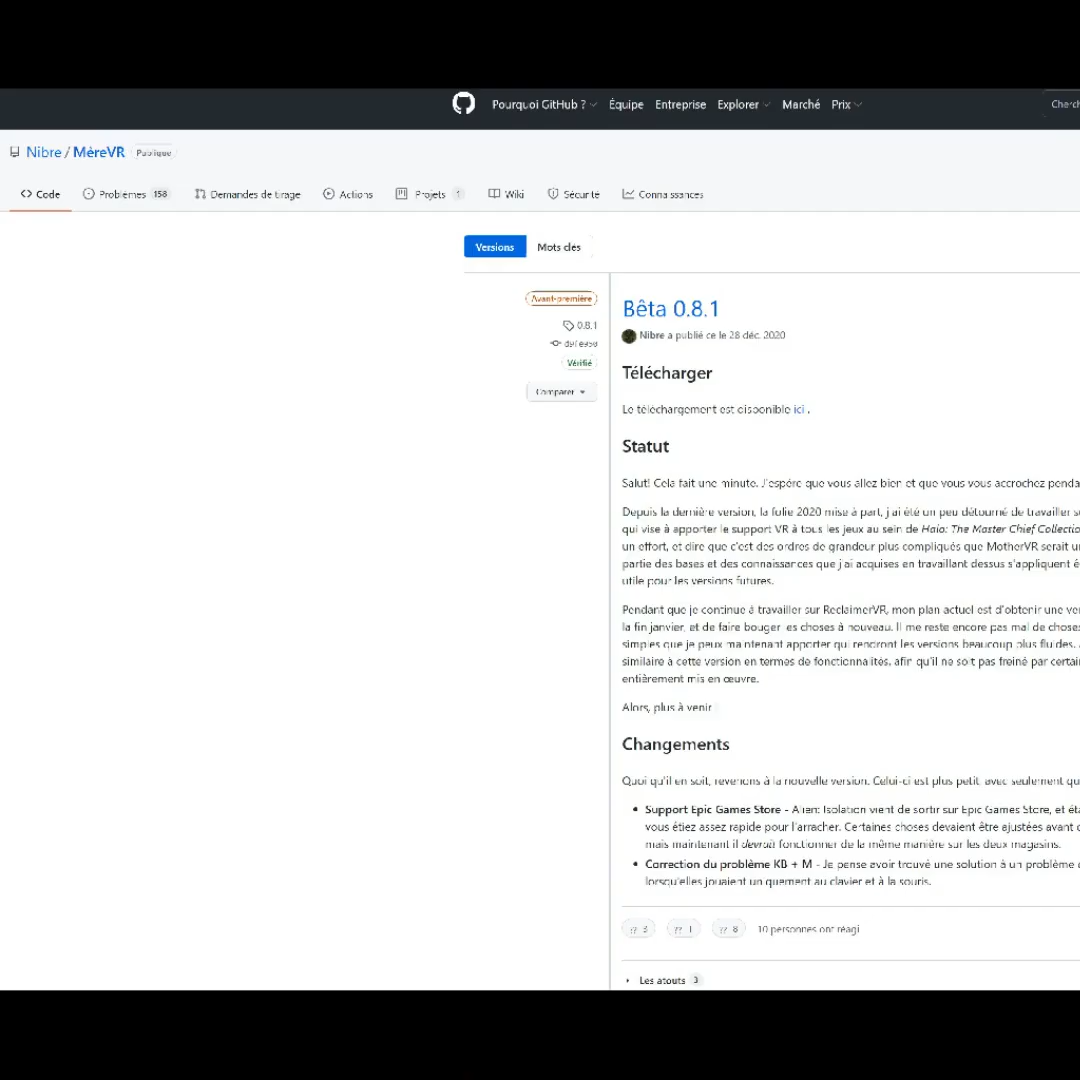 Pourquoi GitHub ? Équipe Entreprise Explorer Marché Prix Cherch
Nibre / MèreVR Publique
Code Problèmes 158 Demandes de tirage Actions Projets 1 Wiki Sécurité Connaissances
Versions Mots clés
Avant-première
0.8.1
Vérifié
Comparer
Bêta 0.8.1
Nibre a publié ce le 28 déc. 2020
Télécharger
Le téléchargement est disponible ici .
Statut
Salut! Cela fait une minute. J'espère que vous allez bien et que vous vous accrochez penda
Depuis la dernière version, la folie 2020 mise à part, j'ai été un peu détourné de travailler s
qui vise à apporter le support VR à tous les jeux au sein de Halo: The Master Chief Collectio
un effort, et dire que c'est des ordres de grandeur plus compliqués que MotherVR serait u
partie des bases et des connaissances que j'ai acquises en travaillant dessus s'appliquent é
utile pour les versions futures.
Pendant que je continue à travailler sur ReclaimerVR, mon plan actuel est d'obtenir une ve
la fin janvier, et de faire bouger les choses à nouveau. Il me reste encore pas mal de choses
simples que je peux maintenant apporter qui rendront les versions beaucoup plus fluides.
similaire à cette version en termes de fonctionnalités, afin qu'il ne soit pas freiné par certai
entièrement mis en œuvre.
Alors, plus à venir
Changements
Quoi qu'il en soit, revenons à la nouvelle version. Celui-ci est plus petit, avec seulement qu
Support Epic Games Store - Alien: Isolation vient de sortir sur Epic Games Store, et éta
vous étiez assez rapide pour l'arracher. Certaines choses devaient être ajustées avant
mais maintenant il devrait fonctionner de la même manière sur les deux magasins.
Correction du problème KB + M - Je pense avoir trouvé une solution à un problème
lorsqu'elles jouaient uniquement au clavier et à la souris.
?? 3 ?? 1 ?? 8 10 personnes ont réagi
Les atouts 3